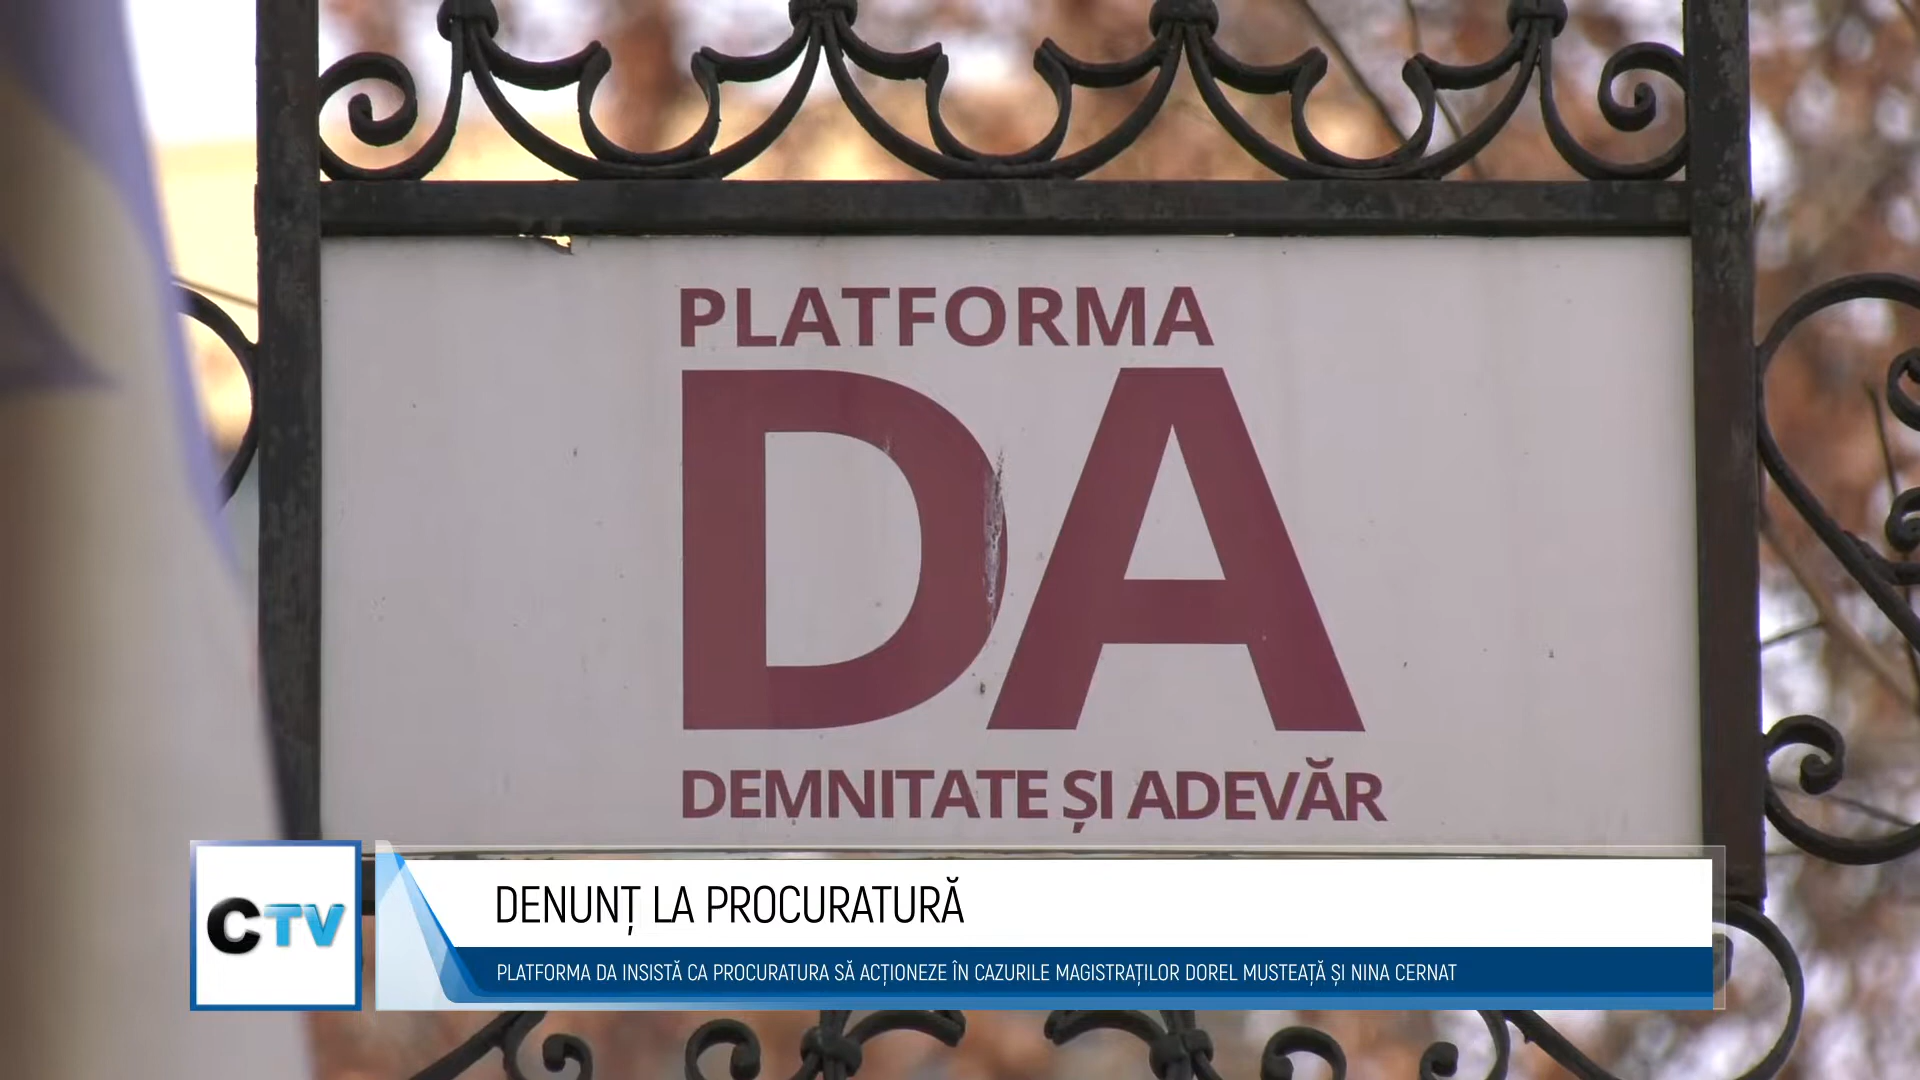 PLATFORMA
DA
DEMNITATE ȘI ADEVĂR
CTV
DENUNȚ LA PROCURATURĂ
PLATFORMA DA INSISTĂ CA PROCURATURA SĂ ACȚIONEZE ÎN CAZURILE MAGISTRAȚILOR DOREL MUSTEAȚĂ ȘI NINA CERNAT